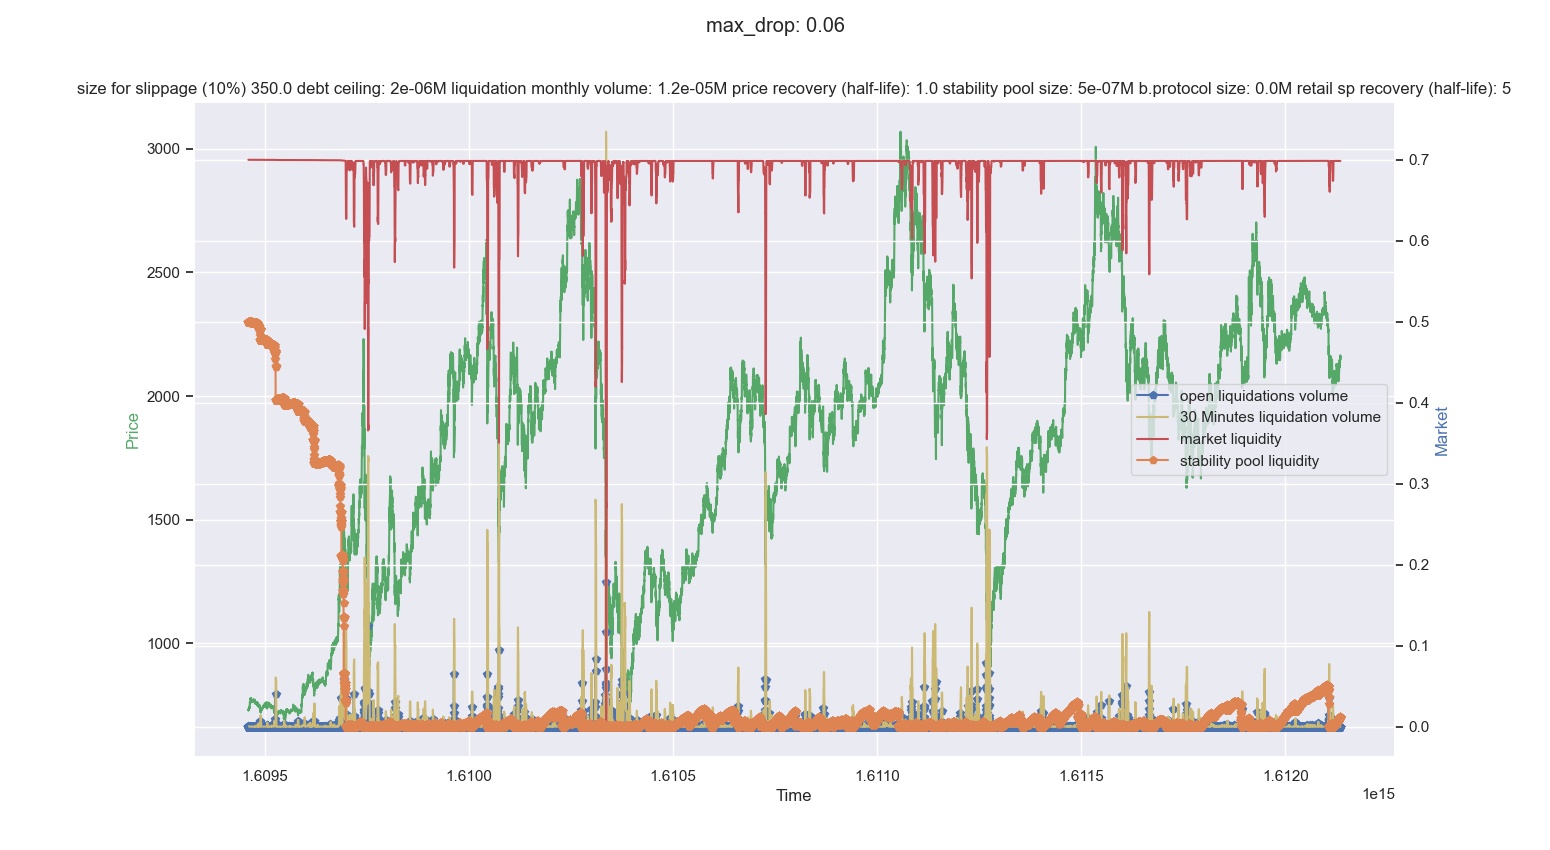 max_drop: 0.06
size for slippage (10%) 350.0 debt ceiling: 2e-06M liquidation monthly volume: 1.2e-05M price recovery (half-life): 1.0 stability pool size: 5e-07M b.protocol size: 0.0M retail sp recovery (half-life): 5
3000
2500
2000
1500
1000
Price
0.7
0.6
0.5
0.4
0.3
0.2
0.1
0.0
Market
open liquidations volume
30 Minutes liquidation volume
market liquidity
stability pool liquidity
1.6095 1.6100 1.6105 1.6110 1.6115 1.6120
Time
1e15